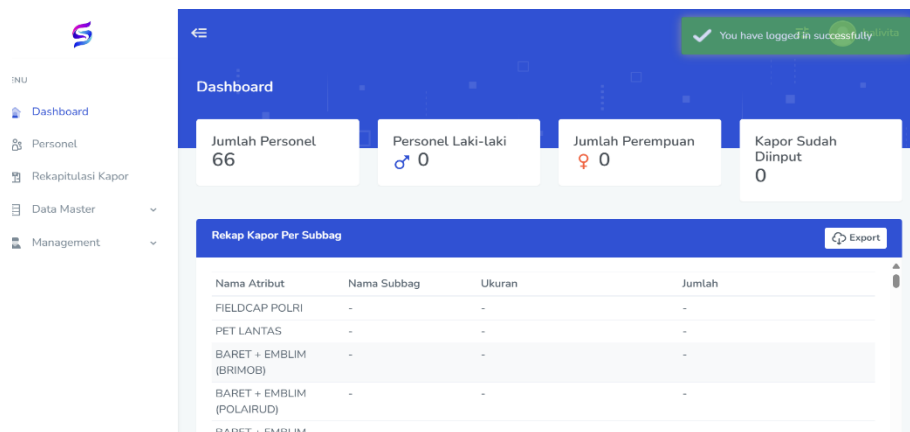 You have logged in successfully
Dashboard
Dashboard
Personel
Rekapitulasi Kapor
Data Master
Management
Jumlah Personel
66
Personel Laki-laki
0
Jumlah Perempuan
0
Kapor Sudah
Diinput
0
Rekap Kapor Per Subbag
Export
Nama Atribut Nama Subbag Ukuran Jumlah
FIELDCAP POLRI - - -
PET LANTAS - - -
BARET + EMBLIM - - -
(BRIMOB)
BARET + EMBLIM - - -
(POLAIRUD)
BARET + EMBLIM